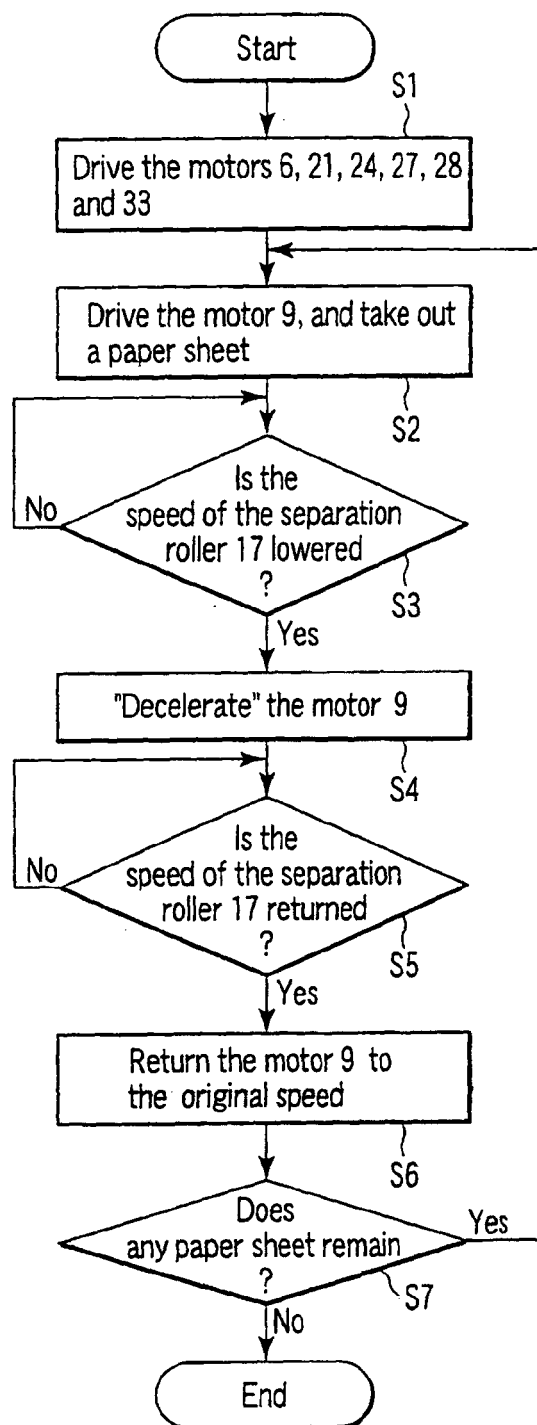 Start
S1
Drive the motors 6, 21, 24, 27, 28
and 33
Drive the motor 9, and take out
a paper sheet
S2
Is the
speed of the separation
roller 17 lowered
?
No
S3
Yes
"Decelerate" the motor 9
S4
Is the
speed of the separation
roller 17 returned
?
No
S5
Yes
Return the motor 9 to
the original speed
S6
Does
any paper sheet remain
?
Yes
S7
No
End